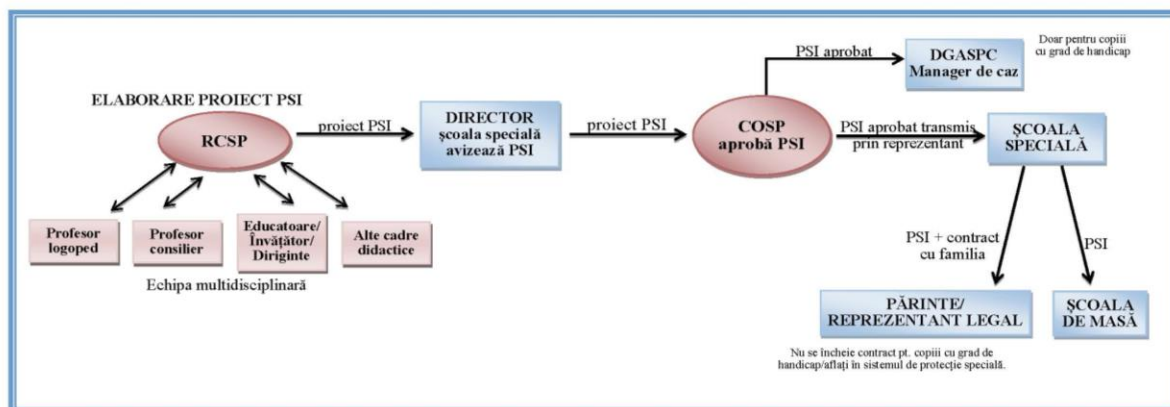 ELABORARE PROIECT PSI
RCSP
Profesor
logoped
Profesor
consilier
Educatoare/
Învățător/
Diriginte
Alte cadre
didactice
Echipa multidisciplinară
proiect PSI
DIRECTOR
școala specială
avizează PSI
proiect PSI
COSP
aprobă PSI
PSI aprobat
DGASPC
Manager de caz
Doar pentru copiii
cu grad de handicap
PSI aprobat transmis
prin reprezentant
ȘCOALA
SPECIALĂ
PSI + contract
cu familia
PSI
PĂRINTE/
REPREZENTANT LEGAL
Nu se încheie contract pt. copiii cu grad de
handicap/aflați în sistemul de protecție specială.
ȘCOALA
DE MASĂ